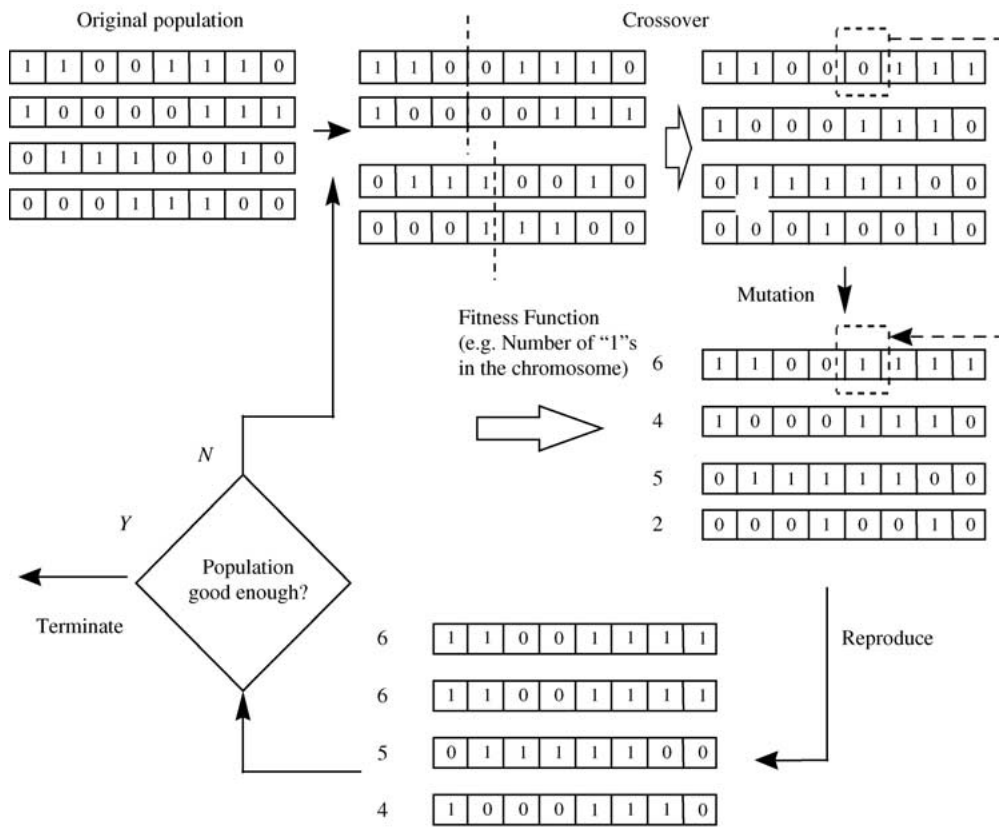 Original population
Crossover
1 1 0 0 1 1 1 0
1 0 0 0 0 1 1 1
0 1 1 1 0 0 1 0
0 0 0 1 1 1 0 0
1 1 0 0 1 1 1 0
1 0 0 0 0 1 1 1
0 1 1 1 0 0 1 0
0 0 0 1 1 1 0 0
1 1 0 0 0 1 1 1
1 0 0 0 1 1 1 0
0 1 1 1 1 1 0 0
0 0 0 1 0 0 1 0
Mutation
Fitness Function
(e.g. Number of “1”s
in the chromosome)
6 1 1 0 0 1 1 1 1
4 1 0 0 0 1 1 1 0
5 0 1 1 1 1 1 0 0
2 0 0 0 1 0 0 1 0
Reproduce
6 1 1 0 0 1 1 1 1
6 1 1 0 0 1 1 1 1
5 0 1 1 1 1 1 0 0
4 1 0 0 0 1 1 1 0
N
Y
Population
good enough?
Terminate